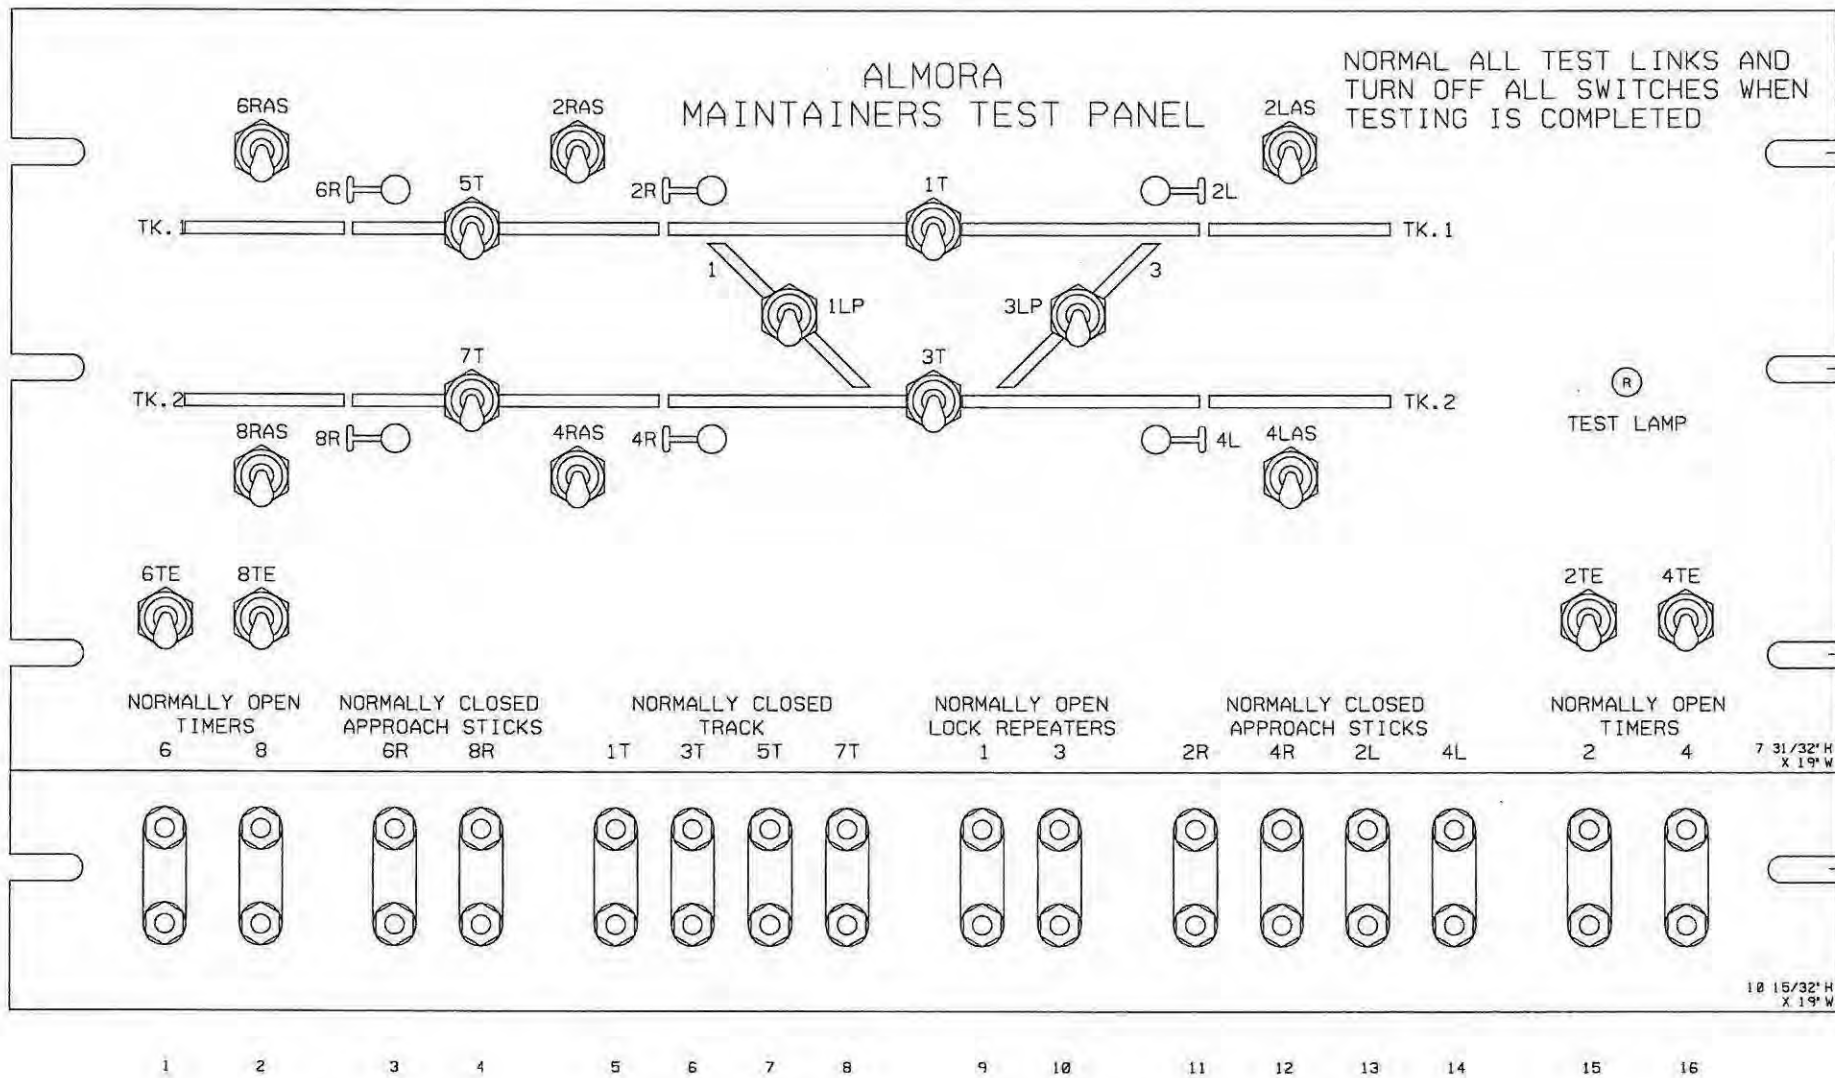 ALMORA
MAINTAINERS TEST PANEL
NORMAL ALL TEST LINKS AND
TURN OFF ALL SWITCHES WHEN
TESTING IS COMPLETED
6RAS 2RAS 2LAS
6R 5T 2R 1T 2L
TK.1 TK.1
1 3
1LP 3LP
7T 3T
TK.2 TK.2
R
TEST LAMP
8RAS 8R 4RAS 4R 4L 4LAS
6TE 8TE 2TE 4TE
NORMALLY OPEN
TIMERS
6 8
NORMALLY CLOSED
APPROACH STICKS
6R 8R
NORMALLY CLOSED
TRACK
1T 3T 5T 7T
NORMALLY OPEN
LOCK REPEATERS
1 3
NORMALLY CLOSED
APPROACH STICKS
2R 4R 2L 4L
NORMALLY OPEN
TIMERS
2 4
7 31/32" H
X 19" W
10 15/32" H
X 19" W
1 2 3 4 5 6 7 8 9 10 11 12 13 14 15 16